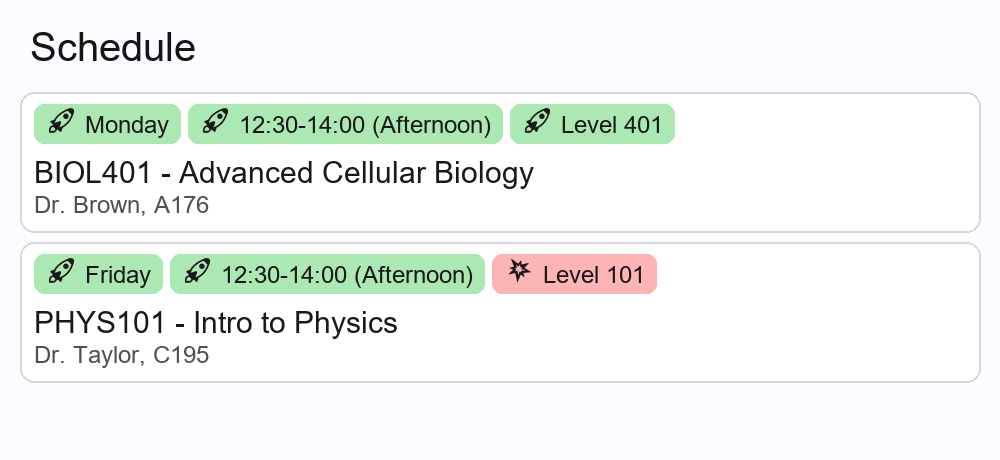 Schedule
Monday 12:30-14:00 (Afternoon) Level 401
BIOL401 - Advanced Cellular Biology
Dr. Brown, A176
Friday 12:30-14:00 (Afternoon) Level 101
PHYS101 - Intro to Physics
Dr. Taylor, C195